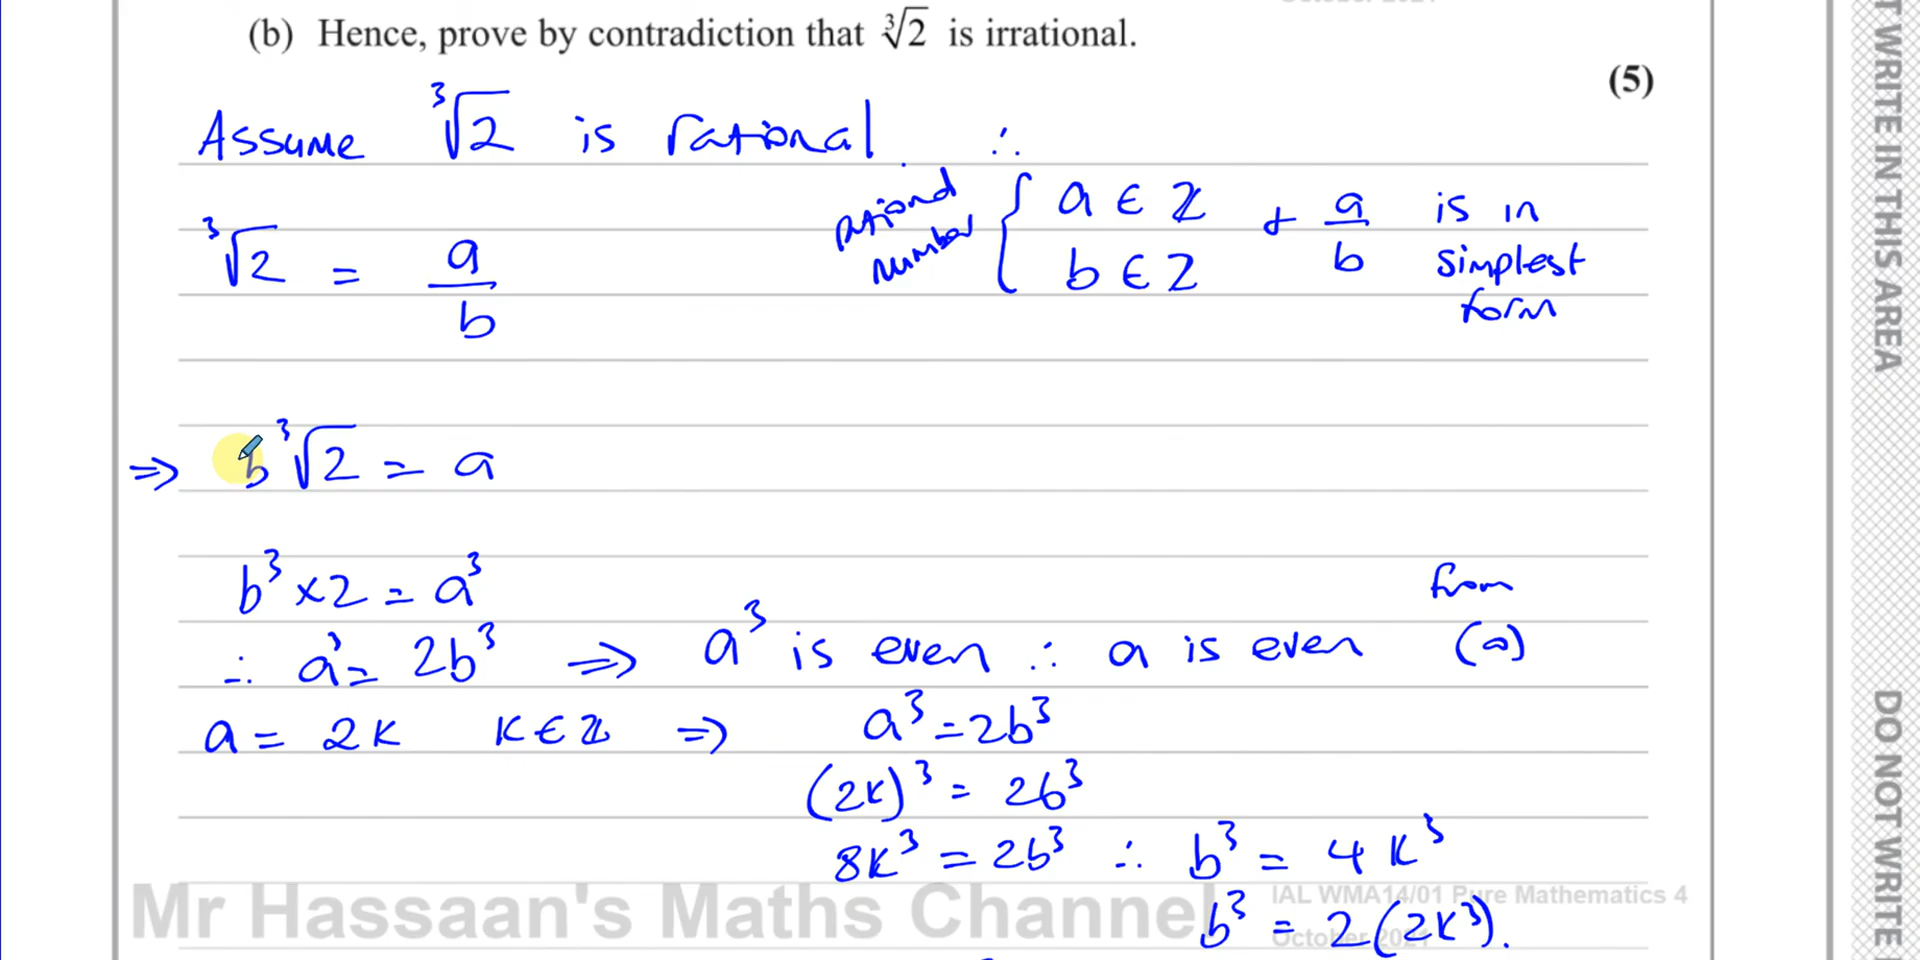 (b) Hence, prove by contradiction that ∛2 is irrational.
(5)
Assume ∛2 is rational ∴
∛2 = a/b
rational number { a ∈ ℤ b ∈ ℤ & a/b is in simplest form
⇒ b∛2 = a
b³ × 2 = a³
∴ a³ = 2b³ ⇒ a³ is even ∴ a is even from (a)
a = 2k k ∈ ℤ ⇒ a³ = 2b³
(2k)³ = 2b³
8k³ = 2b³ ∴ b³ = 4k³
b³ = 2(2k³).
Mr Hassaan's Maths Channel
IAL WMA14/01 Pure Mathematics 4
October 2021
T WRITE IN THIS AREA
DO NOT WRITE